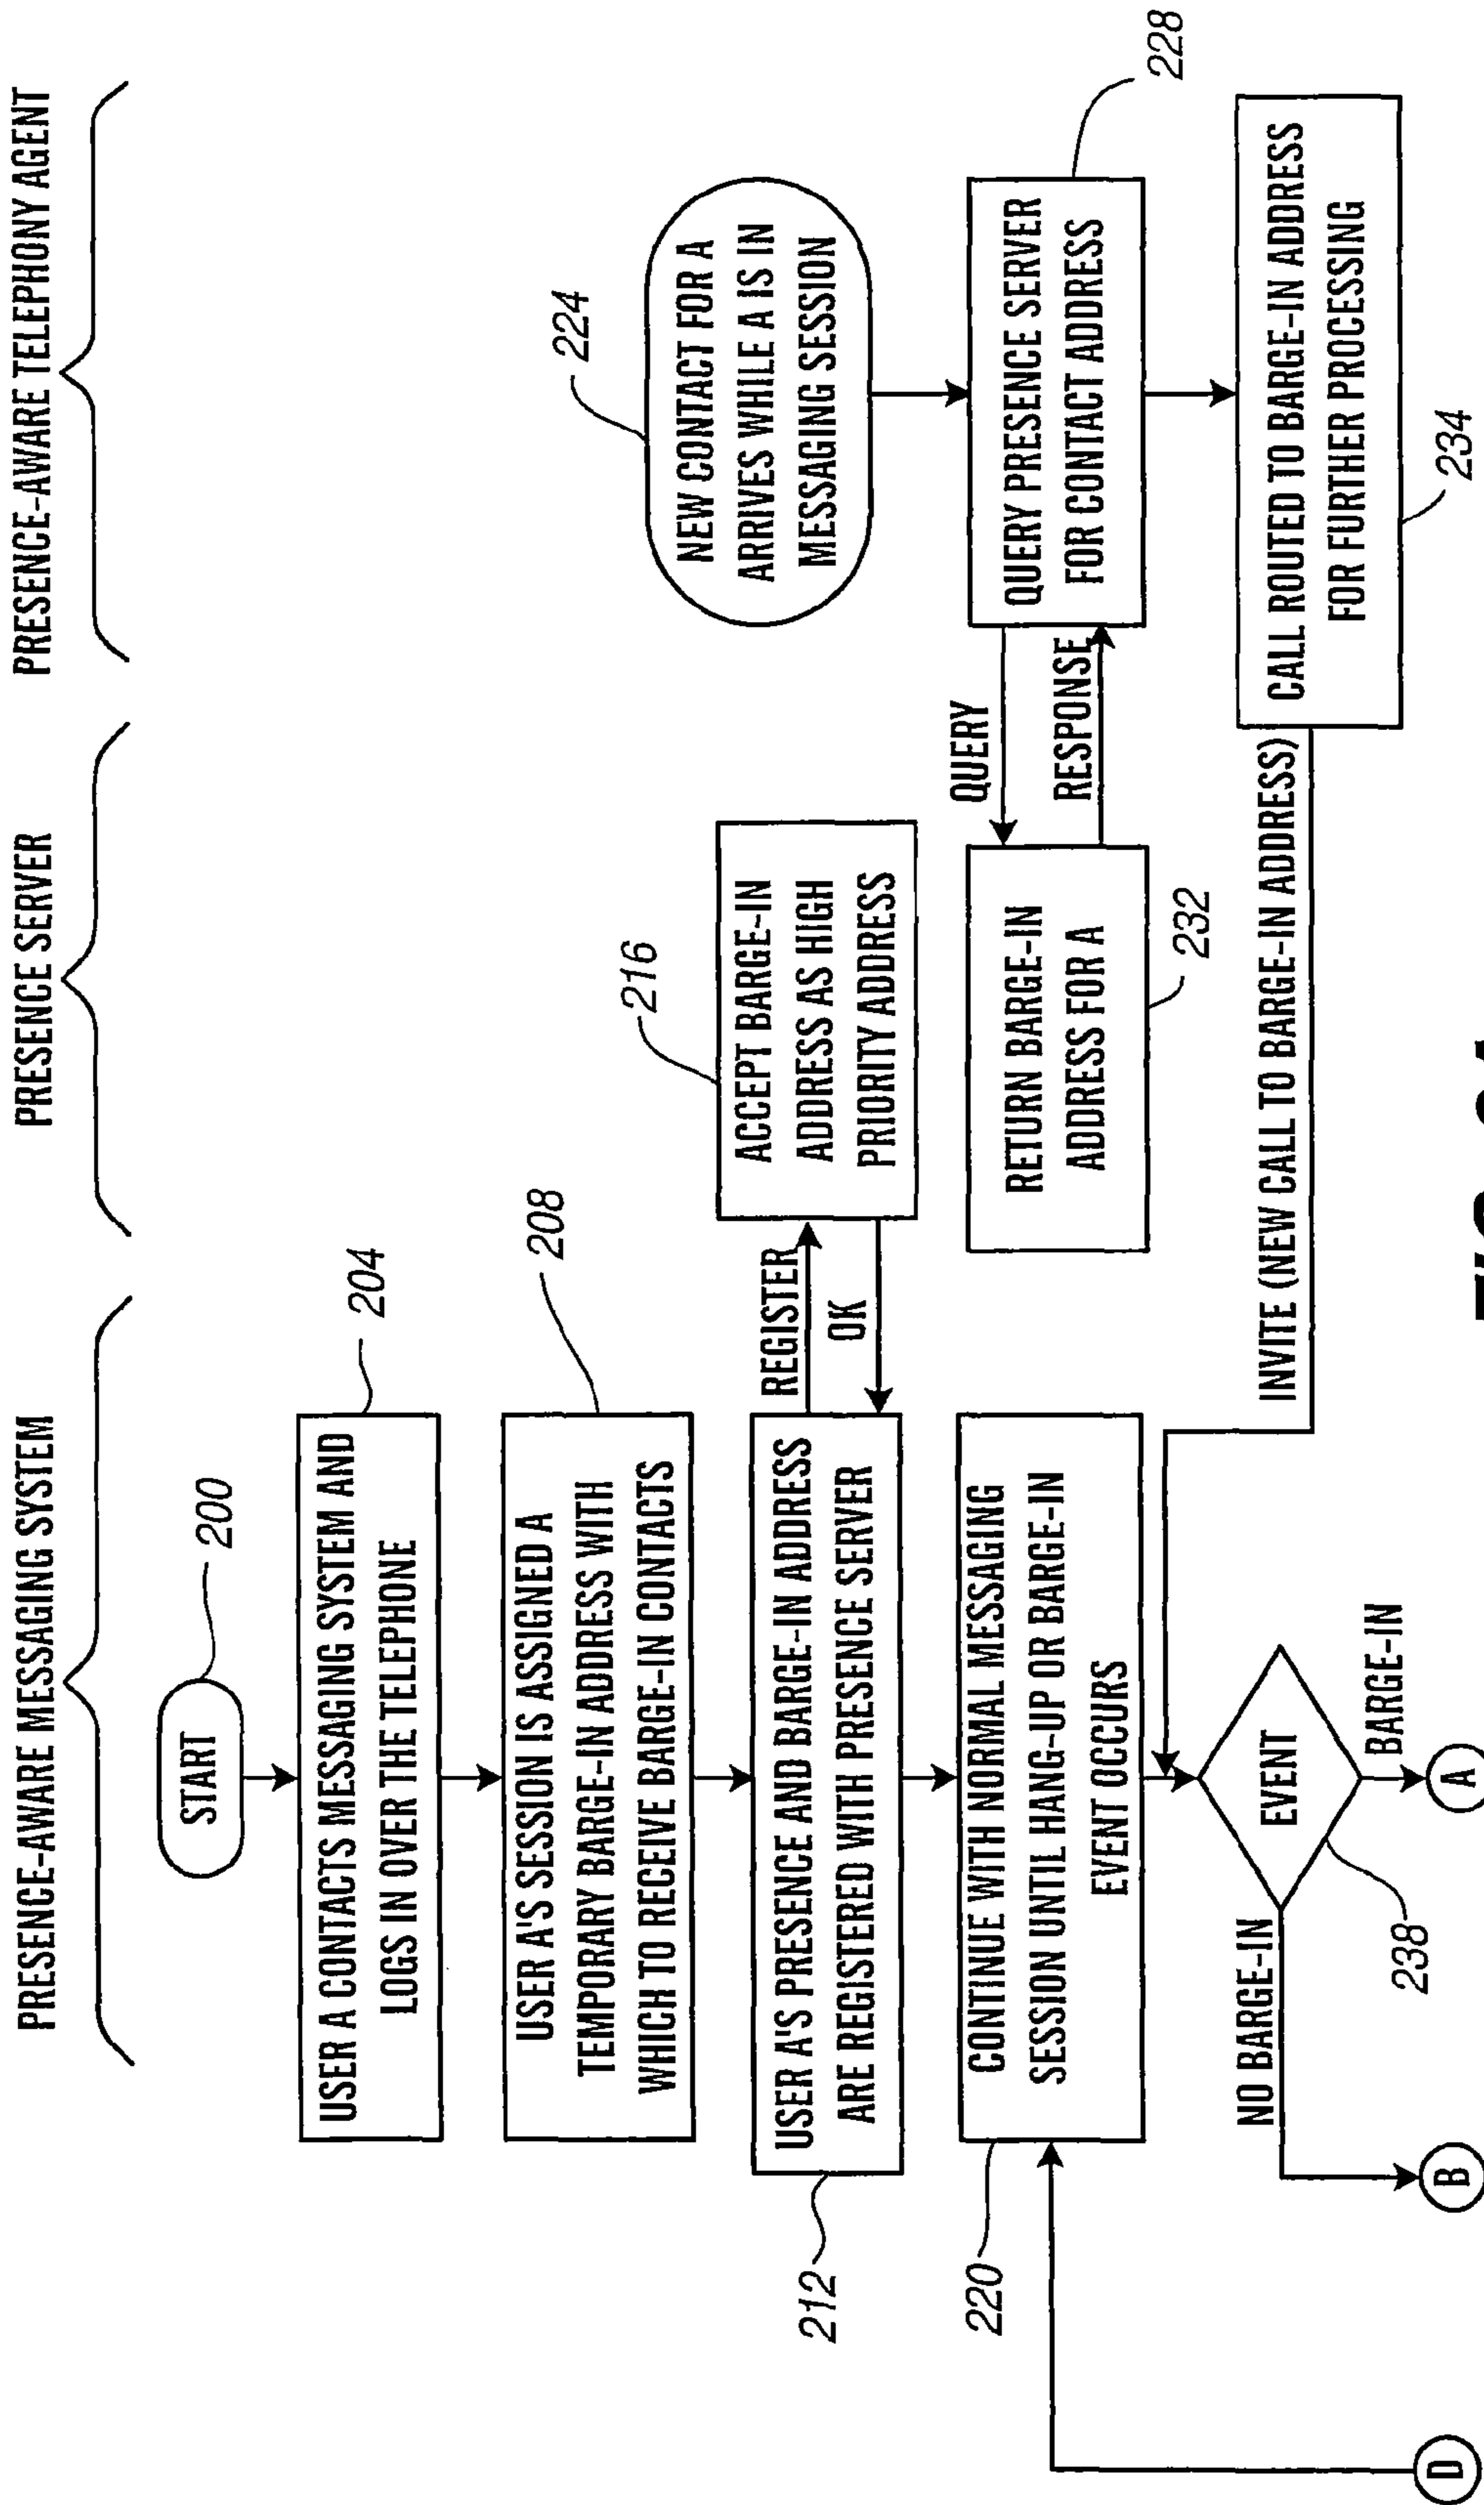 PRESENCE-AWARE MESSAGING SYSTEM
PRESENCE SERVER
PRESENCE-AWARE TELEPHONY AGENT
START
200
USER A CONTACTS MESSAGING SYSTEM AND
LOGS IN OVER THE TELEPHONE
204
USER A'S SESSION IS ASSIGNED A
TEMPORARY BARGE-IN ADDRESS WITH
WHICH TO RECEIVE BARGE-IN CONTACTS
208
USER A'S PRESENCE AND BARGE-IN ADDRESS
ARE REGISTERED WITH PRESENCE SERVER
212
REGISTER
OK
ACCEPT BARGE-IN
ADDRESS AS HIGH
PRIORITY ADDRESS
216
NEW CONTACT FOR A
ARRIVES WHILE A IS IN
MESSAGING SESSION
224
CONTINUE WITH NORMAL MESSAGING
SESSION UNTIL HANG-UP OR BARGE-IN
EVENT OCCURS
220
RETURN BARGE-IN
ADDRESS FOR A
232
QUERY
RESPONSE
QUERY PRESENCE SERVER
FOR CONTACT ADDRESS
228
INVITE (NEW CALL TO BARGE-IN ADDRESS)
CALL ROUTED TO BARGE-IN ADDRESS
FOR FURTHER PROCESSING
234
EVENT
238
NO BARGE-IN
BARGE-IN
D
B
A